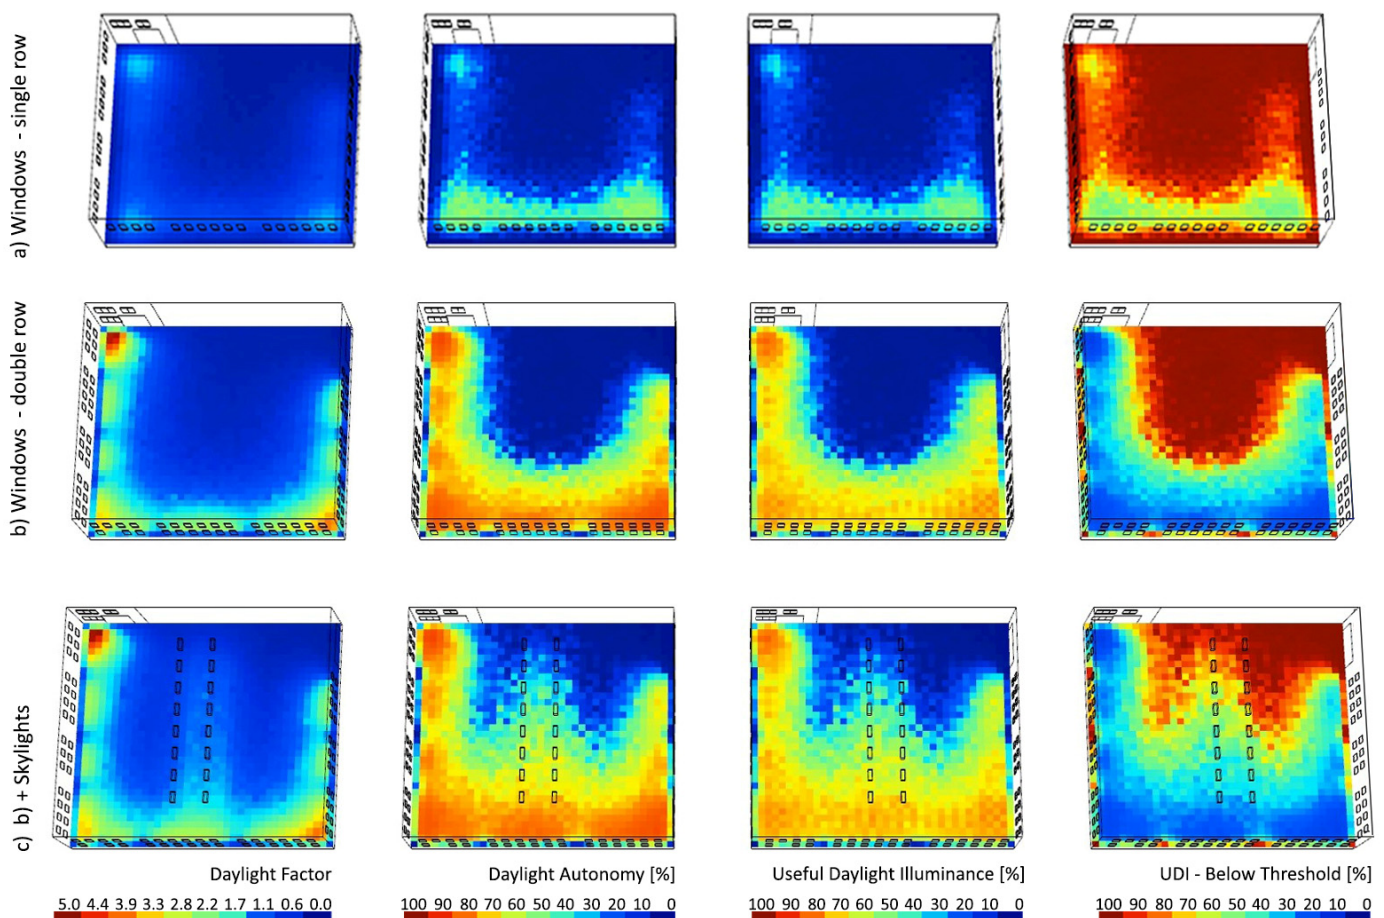 a) Windows - single row
b) Windows - double row
c) b) + Skylights
Daylight Factor
Daylight Autonomy [%]
Useful Daylight Illuminance [%]
UDI - Below Threshold [%]
5.0 4.4 3.9 3.3 2.8 2.2 1.7 1.1 0.6 0.0
100 90 80 70 60 50 40 30 20 10 0
100 90 80 70 60 50 40 30 20 10 0
100 90 80 70 60 50 40 30 20 10 0